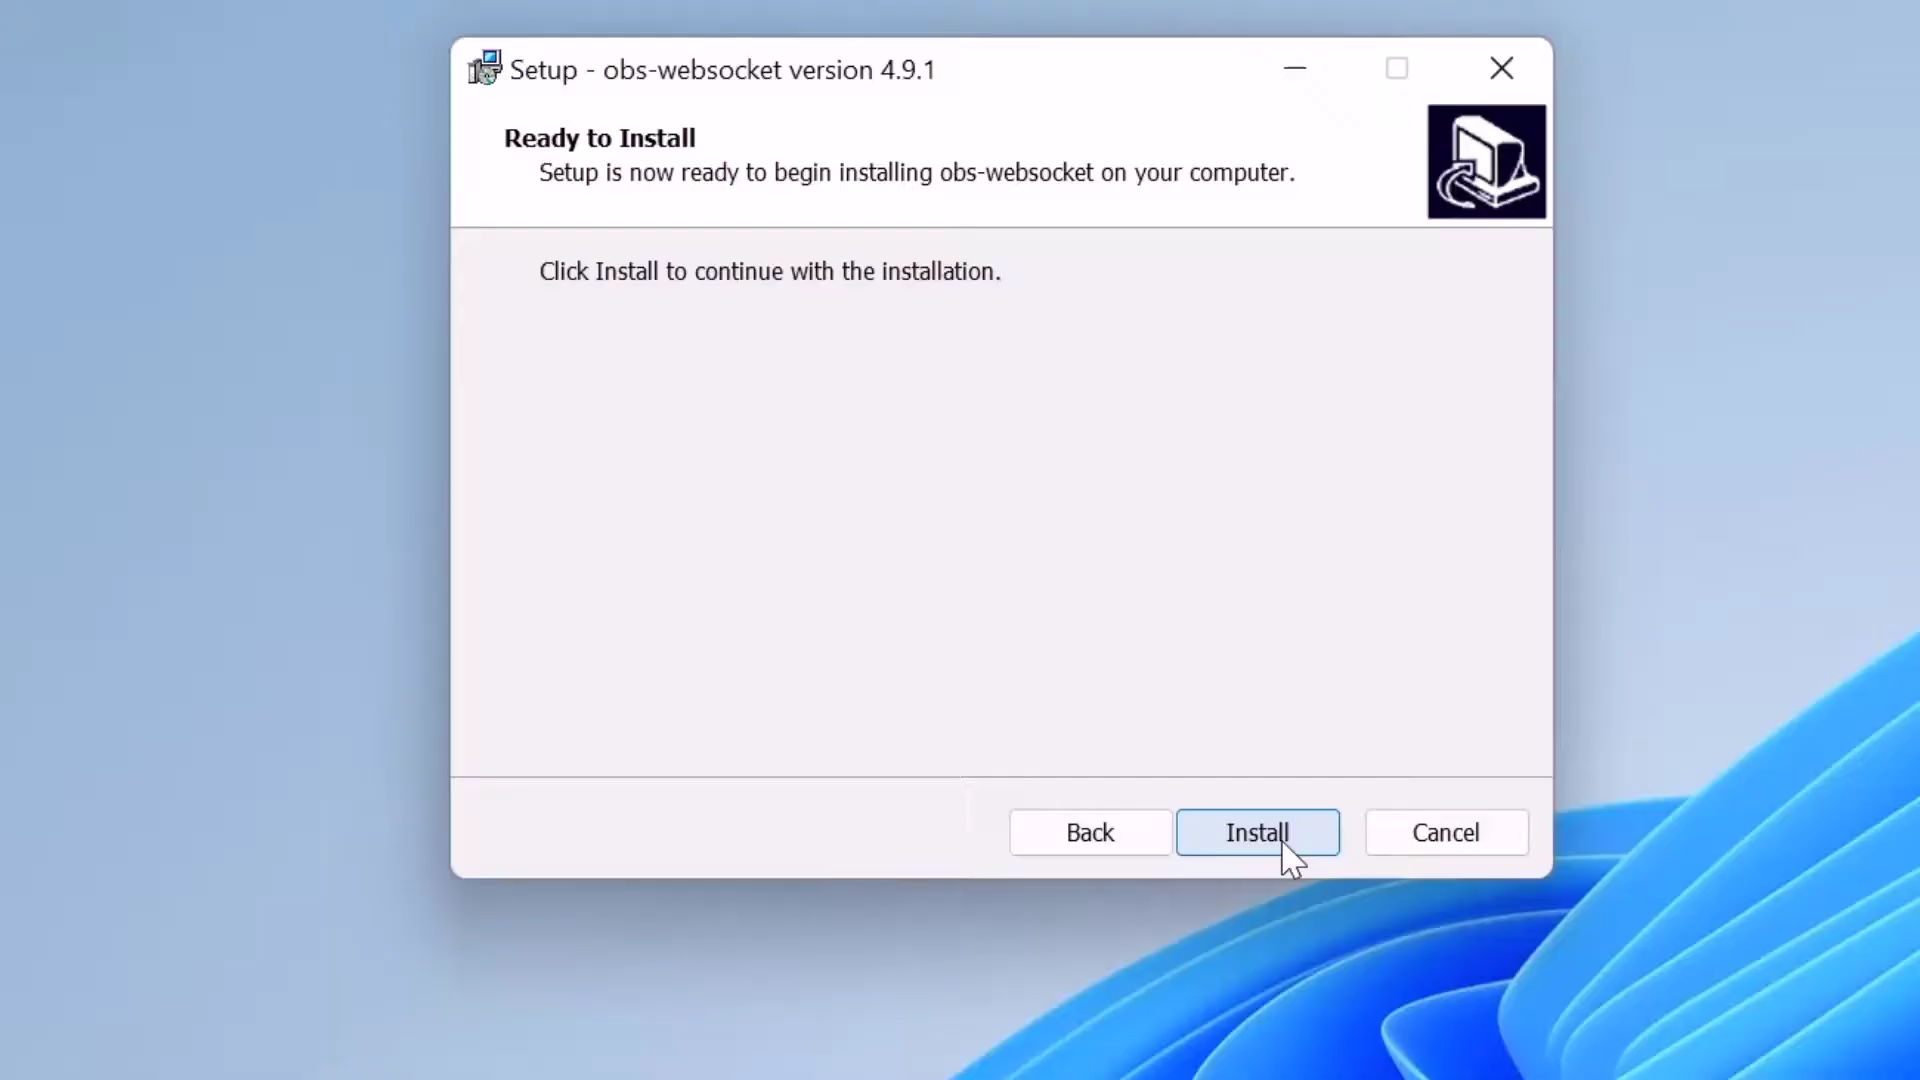 Setup - obs-websocket version 4.9.1
Ready to Install
Setup is now ready to begin installing obs-websocket on your computer.
Click Install to continue with the installation.
Back
Install
Cancel